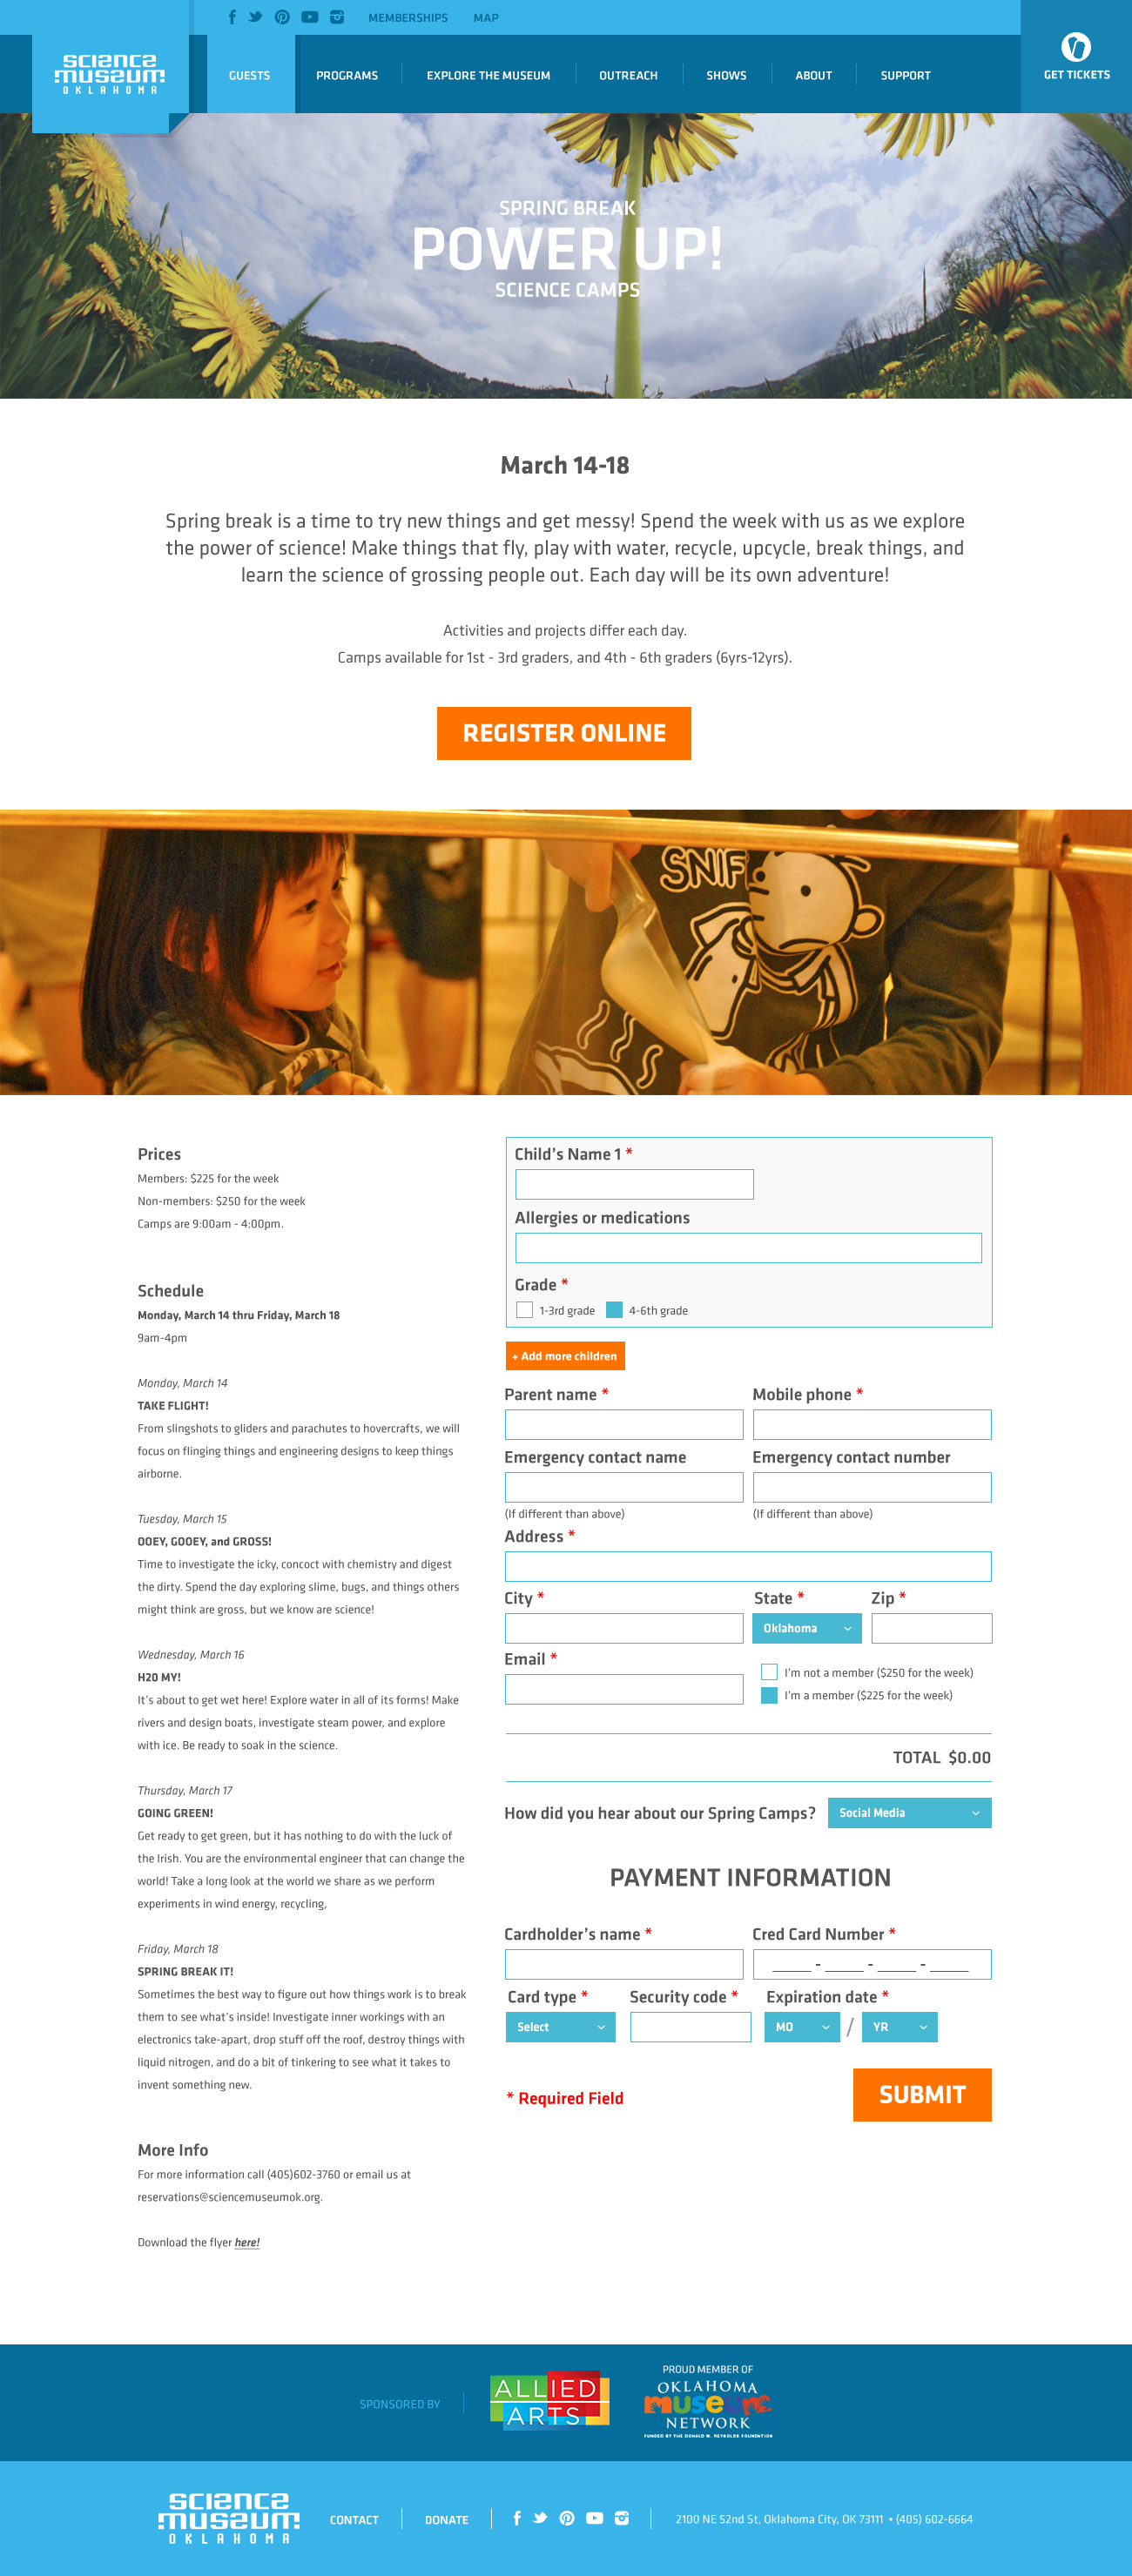 MEMBERSHIPS MAP
science
museum
OKLAHOMA
GUESTS PROGRAMS EXPLORE THE MUSEUM OUTREACH SHOWS ABOUT SUPPORT
GET TICKETS
SPRING BREAK
POWER UP!
SCIENCE CAMPS
March 14-18
Spring break is a time to try new things and get messy! Spend the week with us as we explore
the power of science! Make things that fly, play with water, recycle, upcycle, break things, and
learn the science of grossing people out. Each day will be its own adventure!
Activities and projects differ each day.
Camps available for 1st - 3rd graders, and 4th - 6th graders (6yrs-12yrs).
REGISTER ONLINE
SNIF
Prices
Members: $225 for the week
Non-members: $250 for the week
Camps are 9:00am - 4:00pm.
Schedule
Monday, March 14 thru Friday, March 18
9am-4pm
Monday, March 14
TAKE FLIGHT!
From slingshots to gliders and parachutes to hovercrafts, we will
focus on flinging things and engineering designs to keep things
airborne.
Tuesday, March 15
OOEY, GOOEY, and GROSS!
Time to investigate the icky, concoct with chemistry and digest
the dirty. Spend the day exploring slime, bugs, and things others
might think are gross, but we know are science!
Wednesday, March 16
H20 MY!
It's about to get wet here! Explore water in all of its forms! Make
rivers and design boats, investigate steam power, and explore
with ice. Be ready to soak in the science.
Thursday, March 17
GOING GREEN!
Get ready to get green, but it has nothing to do with the luck of
the Irish. You are the environmental engineer that can change the
world! Take a long look at the world we share as we perform
experiments in wind energy, recycling,
Friday, March 18
SPRING BREAK IT!
Sometimes the best way to figure out how things work is to break
them to see what's inside! Investigate inner workings with an
electronics take-apart, drop stuff off the roof, destroy things with
liquid nitrogen, and do a bit of tinkering to see what it takes to
invent something new.
More Info
For more information call (405)602-3760 or email us at
reservations@sciencemuseumok.org.
Download the flyer here!
Child's Name 1 *
Allergies or medications
Grade *
1-3rd grade 4-6th grade
+ Add more children
Parent name * Mobile phone *
Emergency contact name Emergency contact number
(If different than above) (If different than above)
Address *
City * State * Zip *
Oklahoma
Email *
I'm not a member ($250 for the week)
I'm a member ($225 for the week)
TOTAL $0.00
How did you hear about our Spring Camps? Social Media
PAYMENT INFORMATION
Cardholder's name * Cred Card Number *
_____ - _____ - _____ - _____
Card type * Security code * Expiration date *
Select MO / YR
* Required Field
SUBMIT
SPONSORED BY
ALLIED
ARTS
PROUD MEMBER OF
OKLAHOMA
museum
NETWORK
FUNDED BY THE DONALD W. REYNOLDS FOUNDATION
science
museum
OKLAHOMA
CONTACT DONATE
2100 NE 52nd St, Oklahoma City, OK 73111 • (405) 602-6664